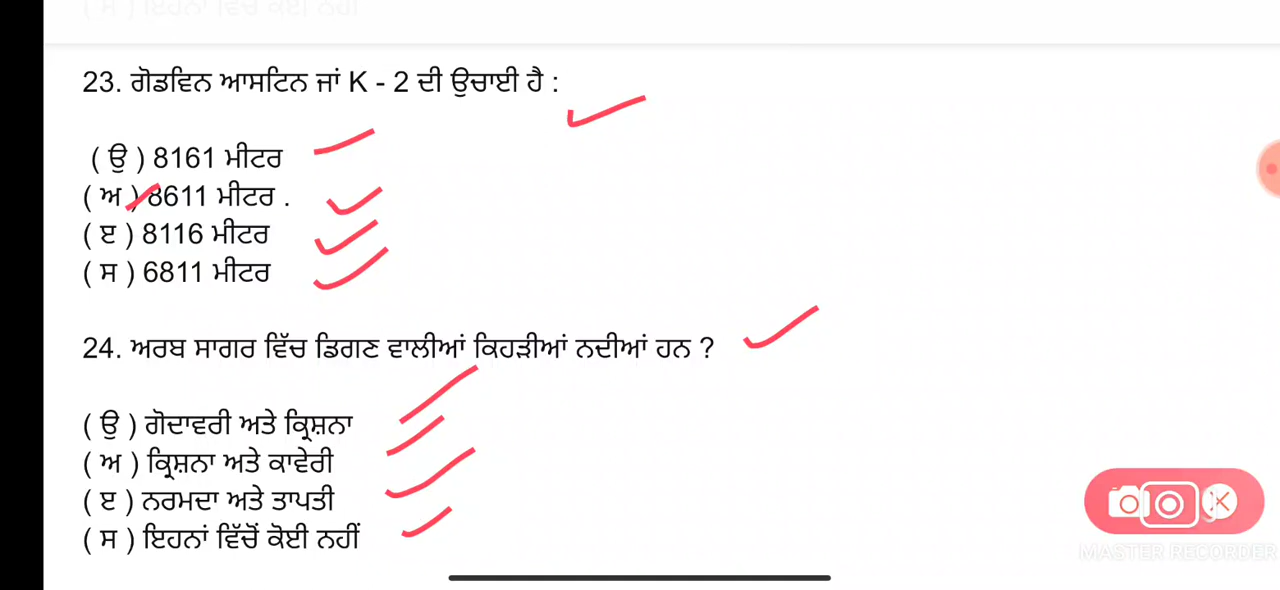 23. ਗੋਡਵਿਨ ਆਸਟਿਨ ਜਾਂ K - 2 ਦੀ ਉਚਾਈ ਹੈ :
( ੳ ) 8161 ਮੀਟਰ
( ਅ ) 8611 ਮੀਟਰ .
( ੲ ) 8116 ਮੀਟਰ
( ਸ ) 6811 ਮੀਟਰ
24. ਅਰਬ ਸਾਗਰ ਵਿੱਚ ਡਿਗਣ ਵਾਲੀਆਂ ਕਿਹੜੀਆਂ ਨਦੀਆਂ ਹਨ ?
( ੳ ) ਗੋਦਾਵਰੀ ਅਤੇ ਕ੍ਰਿਸ਼ਨਾ
( ਅ ) ਕ੍ਰਿਸ਼ਨਾ ਅਤੇ ਕਾਵੇਰੀ
( ੲ ) ਨਰਮਦਾ ਅਤੇ ਤਾਪਤੀ
( ਸ ) ਇਹਨਾਂ ਵਿੱਚੋਂ ਕੋਈ ਨਹੀਂ
MASTER RECORDER